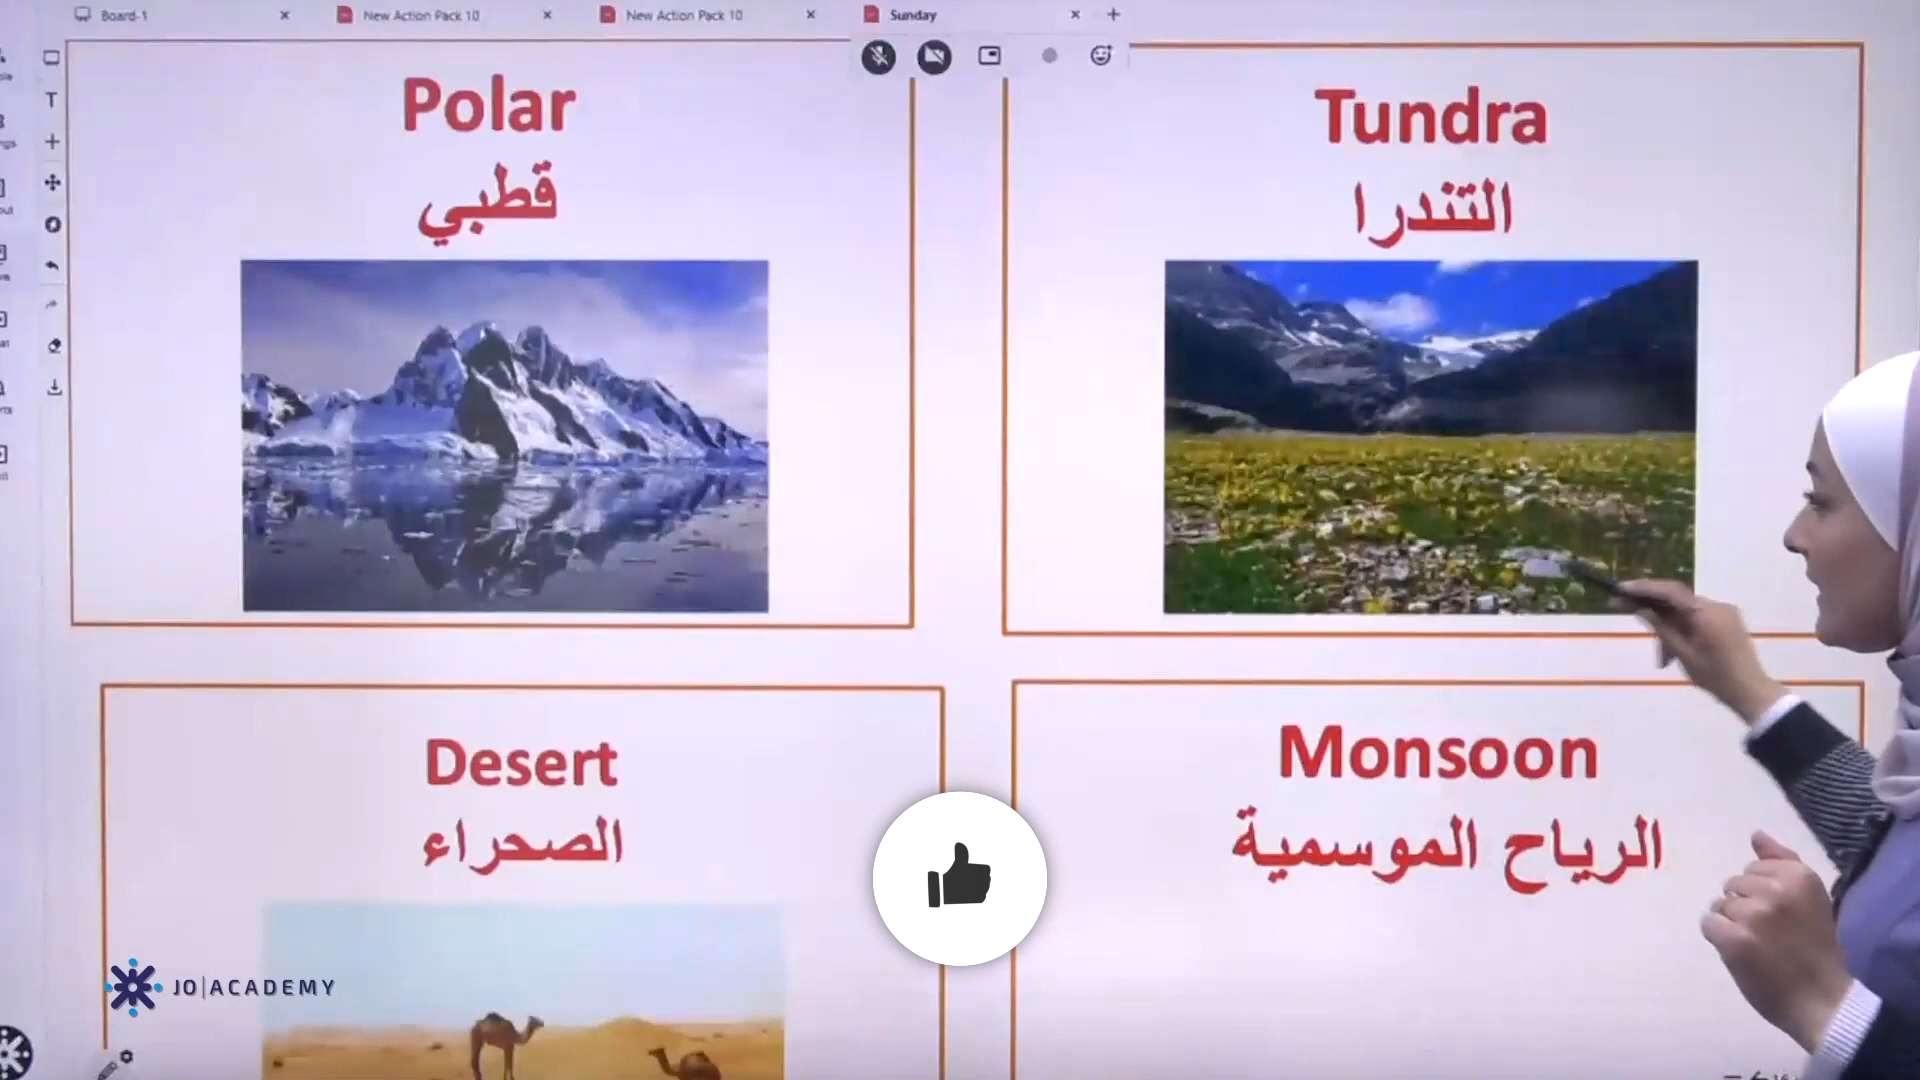 Board-1
New Action Pack 10
New Action Pack 10
Sunday
Polar
قطبي
Tundra
التندرا
Desert
الصحراء
Monsoon
الرياح الموسمية
JO|ACADEMY